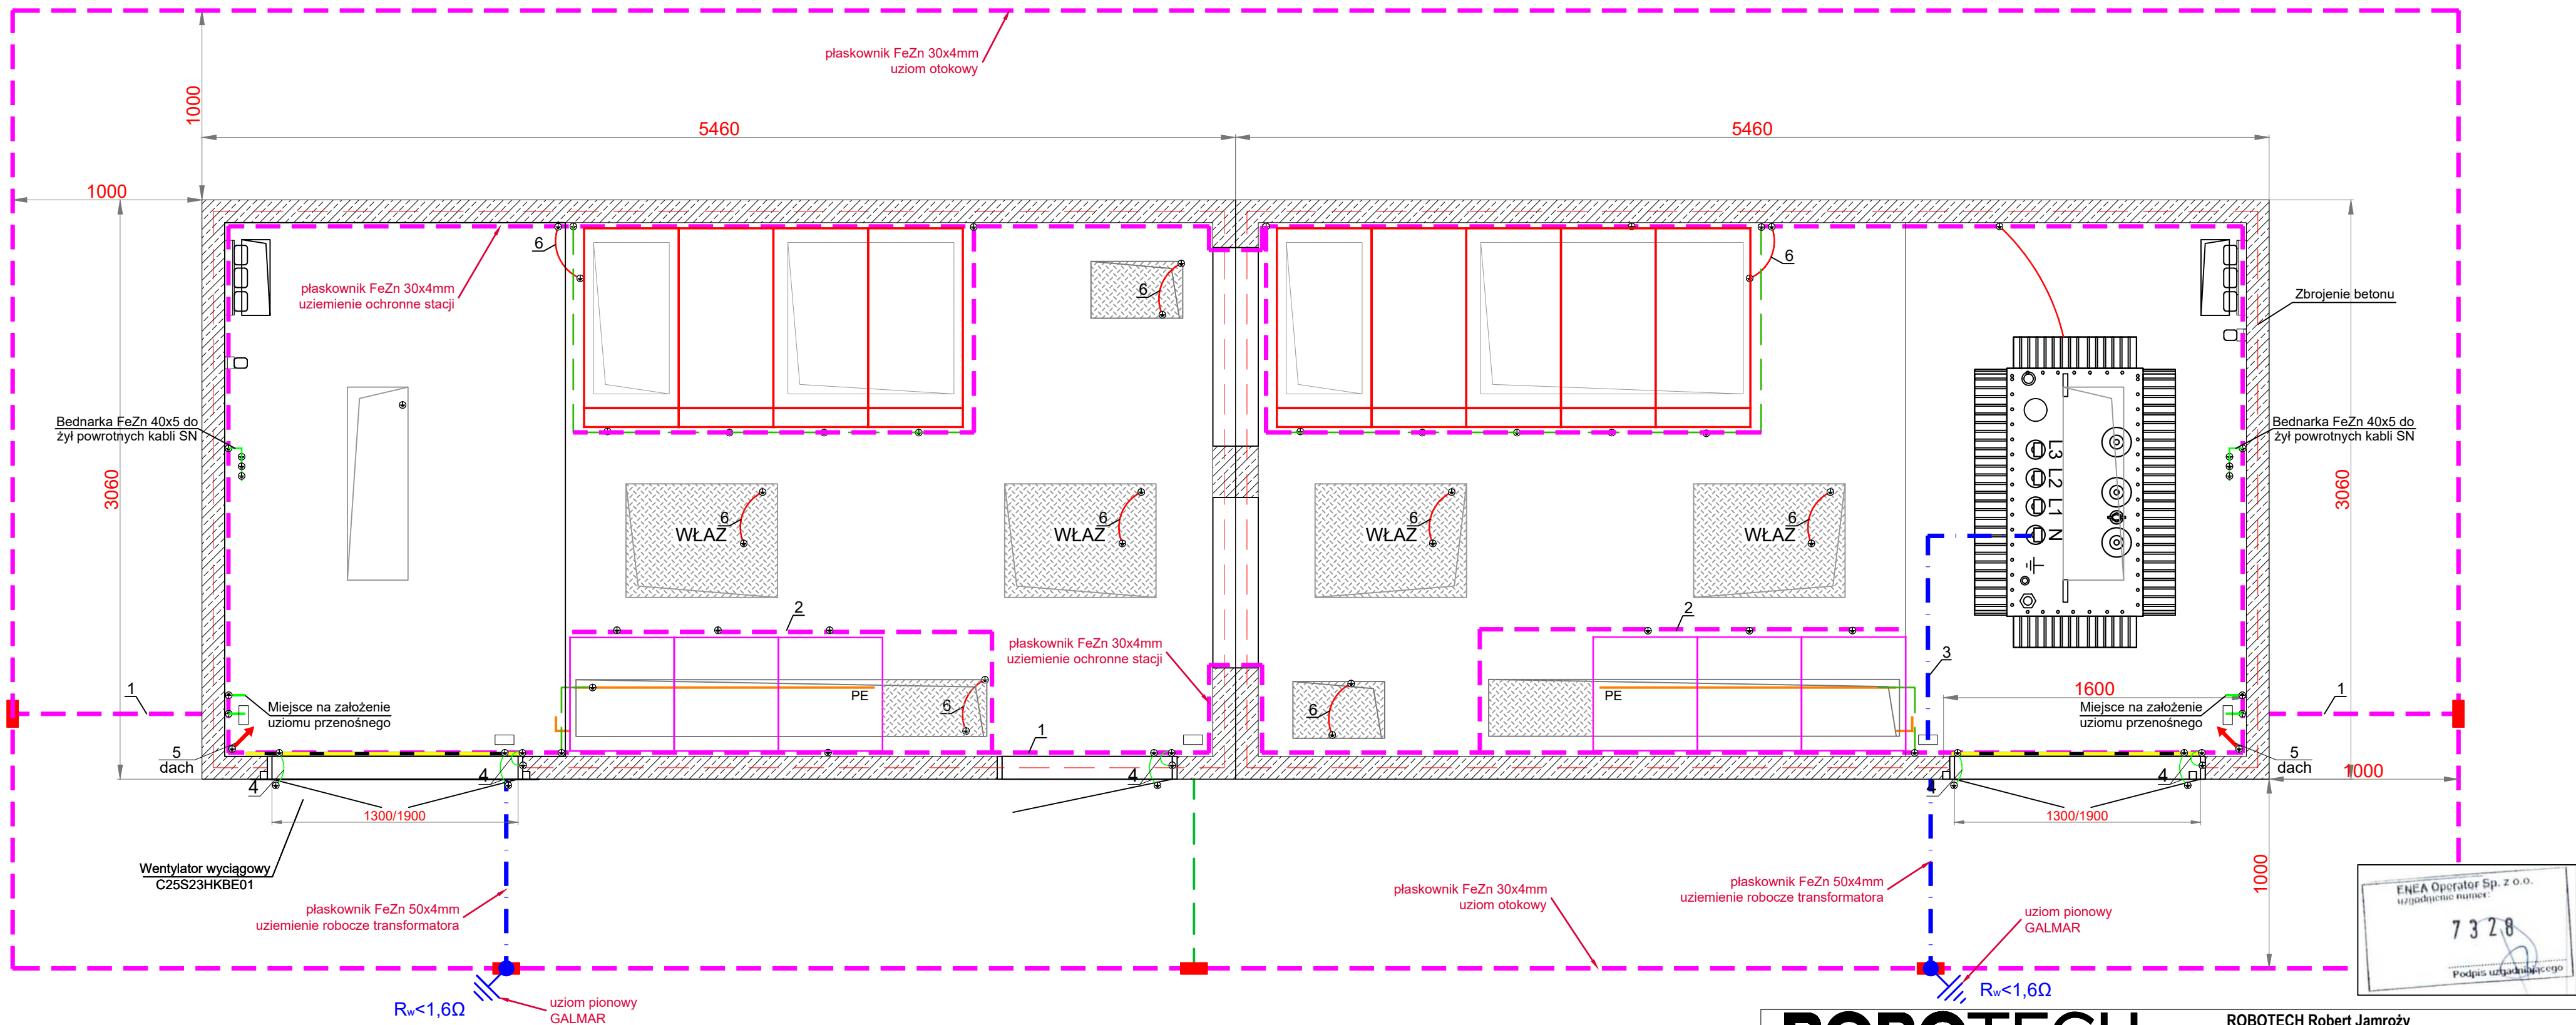 płaskownik FeZn 30x4mm
uziom otokowy
1000
5460
5460
1000
6
6
6
płaskownik FeZn 30x4mm
uziemienie ochronne stacji
Zbrojenie betonu
Bednarka FeZn 40x5 do
żył powrotnych kabli SN
Bednarka FeZn 40x5 do
żył powrotnych kabli SN
3060
3060
L3
L2
L1
N
6
WŁAZ
6
WŁAZ
6
WŁAZ
6
WŁAZ
2
2
płaskownik FeZn 30x4mm
uziemienie ochronne stacji
3
1
Miejsce na założenie
uziomu przenośnego
PE
6
6
PE
1600
Miejsce na założenie
uziomu przenośnego
1
1
5
dach
5
dach
4
4
4
4
4
1000
1300/1900
1300/1900
Wentylator wyciągowy
C25S23HKBE01
płaskownik FeZn 50x4mm
uziemienie robocze transformatora
płaskownik FeZn 30x4mm
uziom otokowy
płaskownik FeZn 50x4mm
uziemienie robocze transformatora
uziom pionowy
GALMAR
1000
ENEA Operator Sp. z o.o.
uzgodnienie numer:
7328
Podpis uzgadniającego
Rw<1,6Ω
uziom pionowy
GALMAR
Rw<1,6Ω
ROBOTECH
ROBOTECH Robert Jamroży